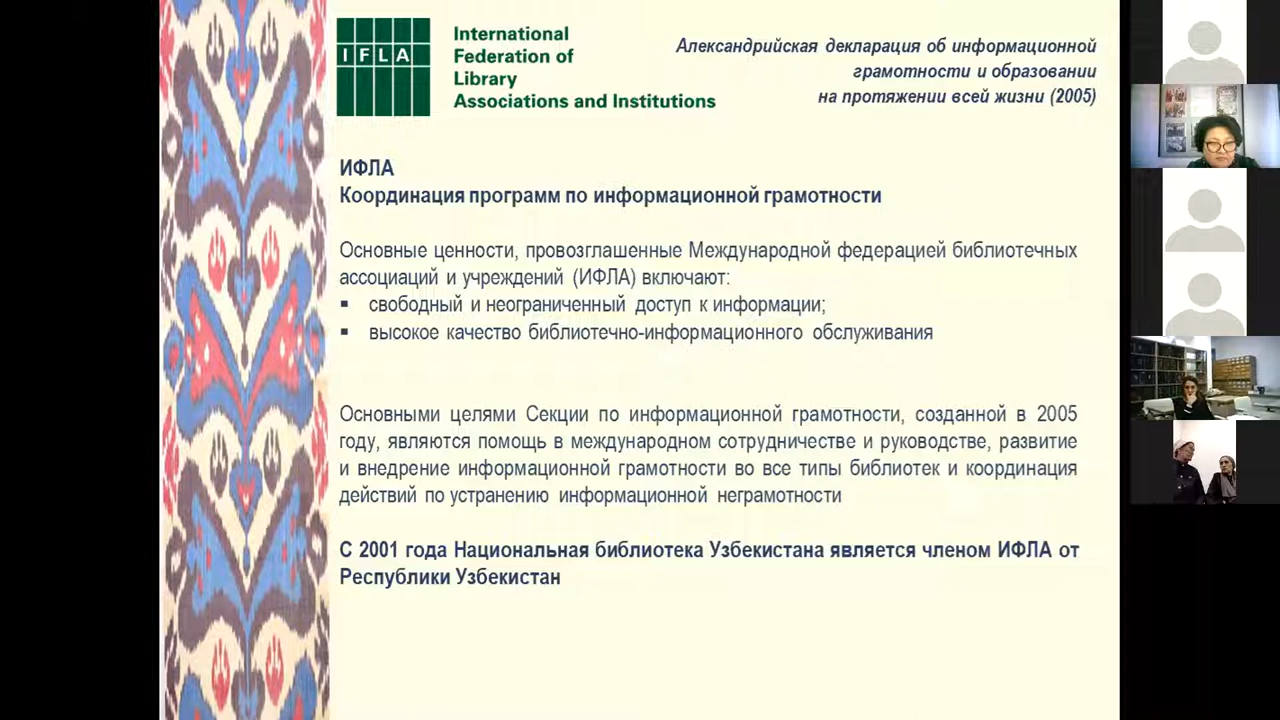 IFLA
International
Federation of
Library
Associations and Institutions
Александрийская декларация об информационной
грамотности и образовании
на протяжении всей жизни (2005)
ИФЛА
Координация программ по информационной грамотности
Основные ценности, провозглашенные Международной федерацией библиотечных
ассоциаций и учреждений (ИФЛА) включают:
▪ свободный и неограниченный доступ к информации;
▪ высокое качество библиотечно-информационного обслуживания
Основными целями Секции по информационной грамотности, созданной в 2005
году, являются помощь в международном сотрудничестве и руководстве, развитие
и внедрение информационной грамотности во все типы библиотек и координация
действий по устранению информационной неграмотности
С 2001 года Национальная библиотека Узбекистана является членом ИФЛА от
Республики Узбекистан